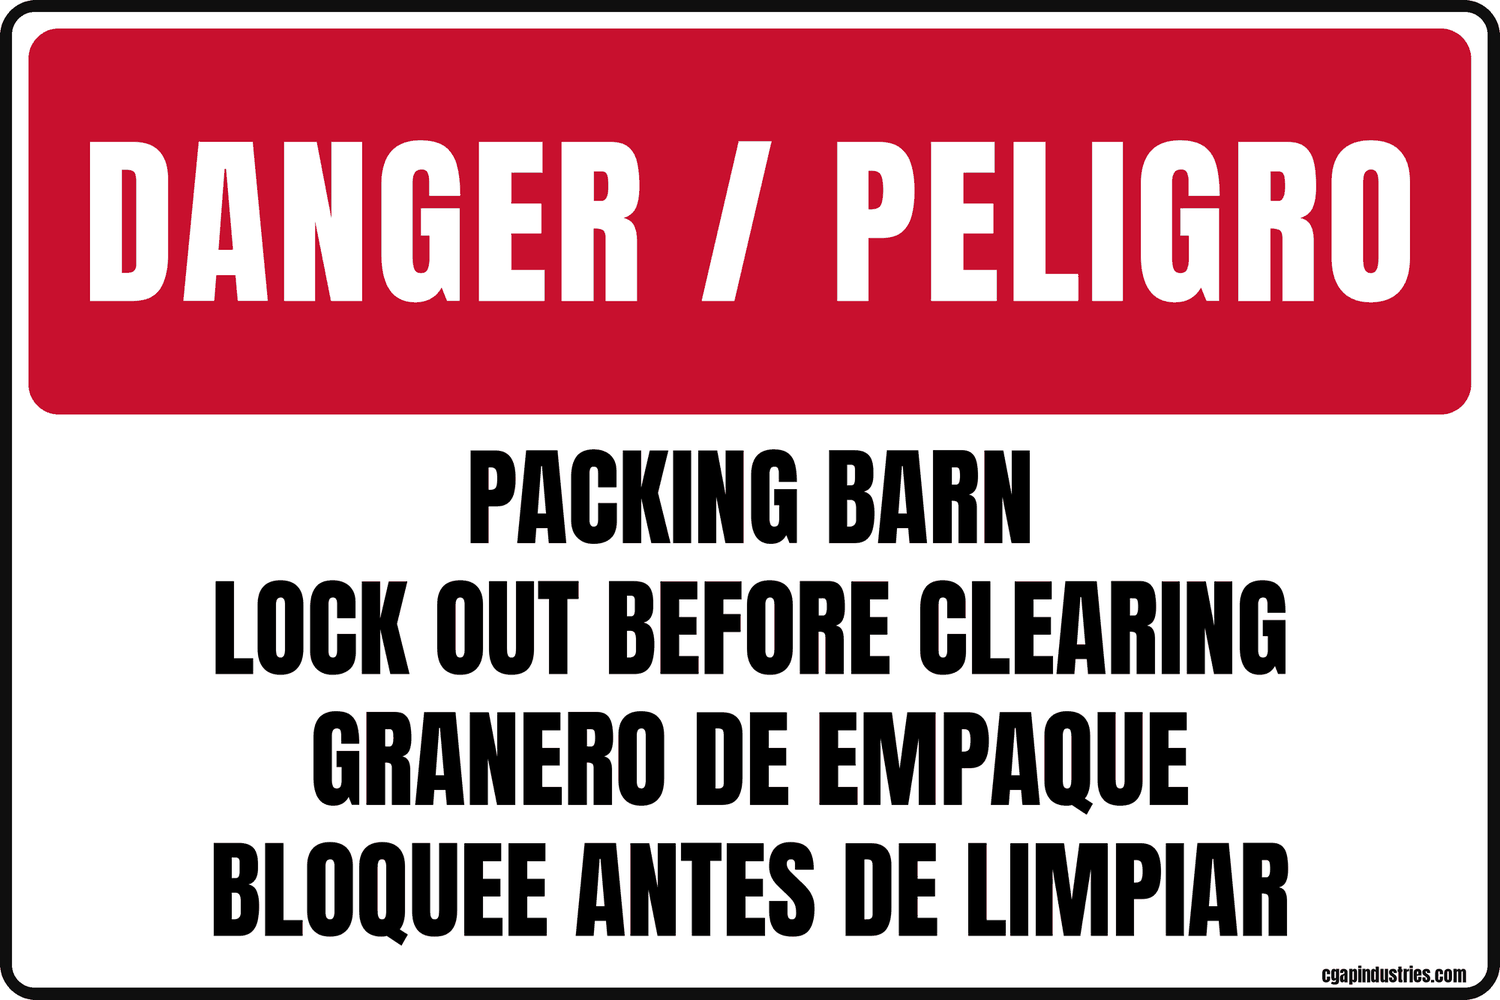 DANGER / PELIGRO
PACKING BARN
LOCK OUT BEFORE CLEARING
GRANERO DE EMPAQUE
BLOQUEE ANTES DE LIMPIAR
cgapindustries.com